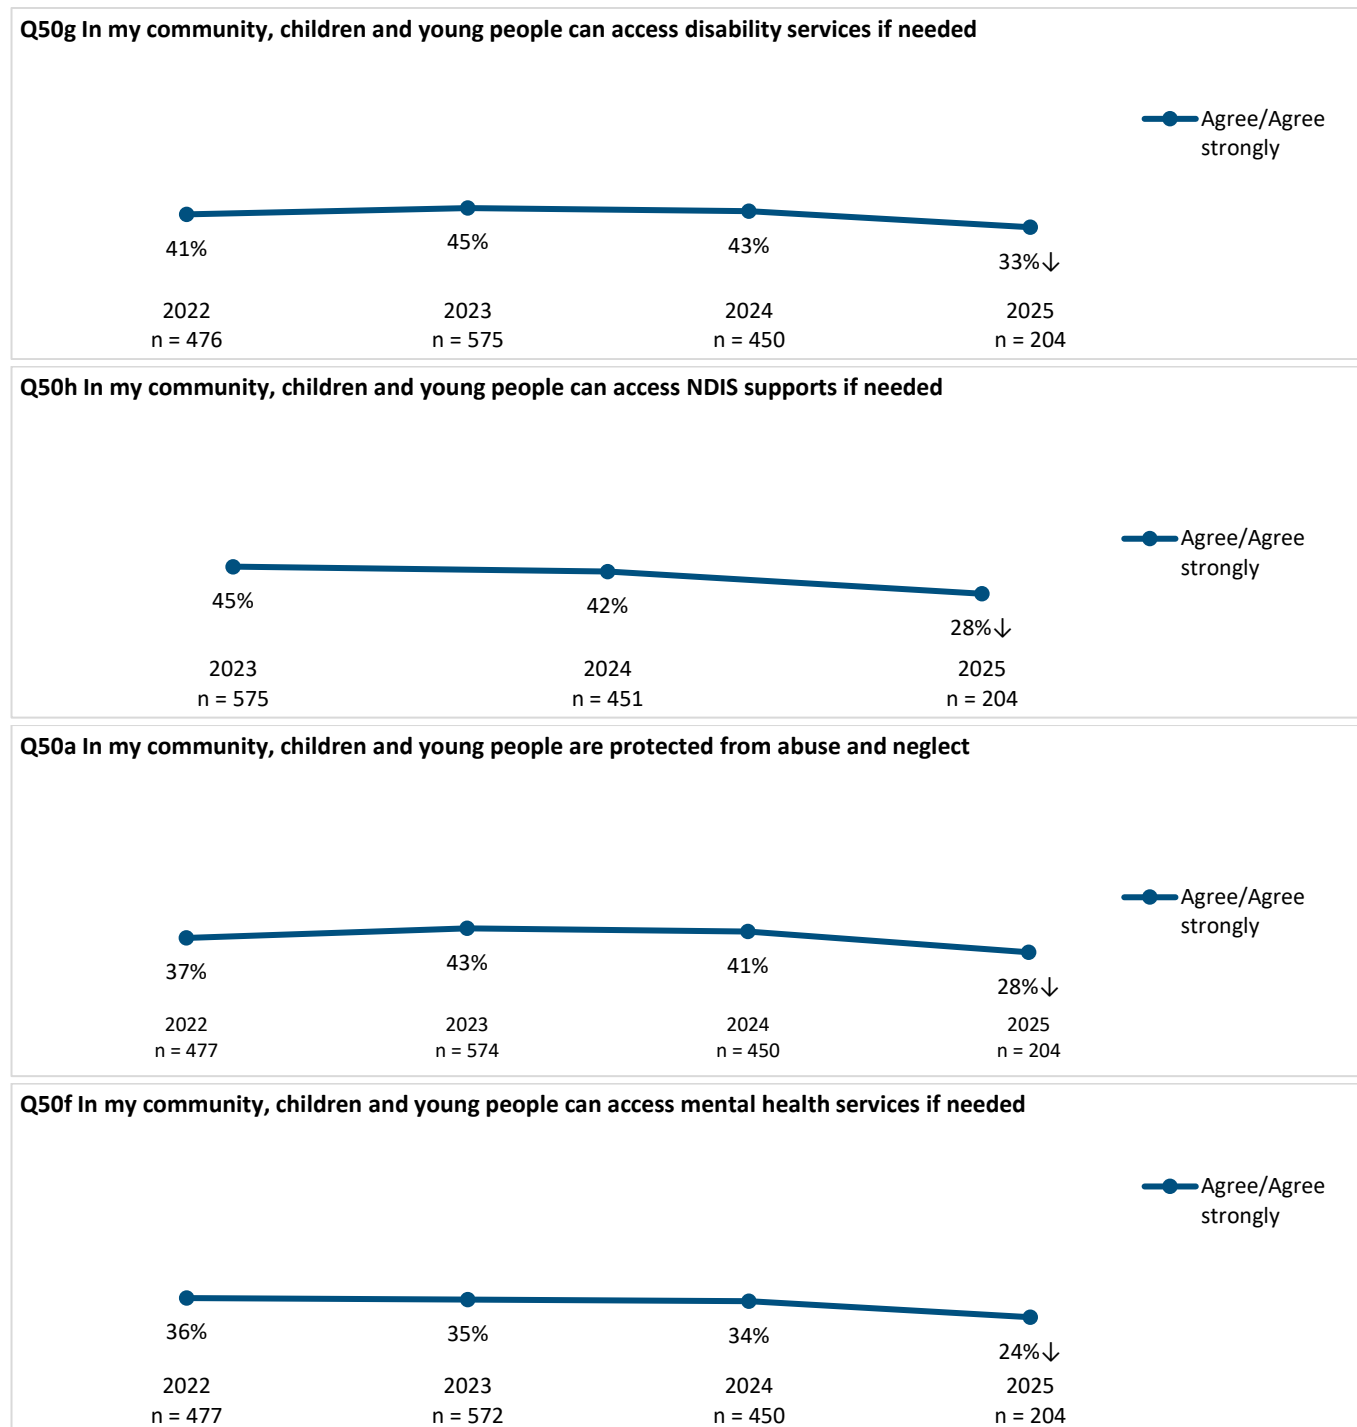 Q50g In my community, children and young people can access disability services if needed
Agree/Agree
strongly
41%
45%
43%
33%↓
2022
2023
2024
2025
n = 476
n = 575
n = 450
n = 204
Q50h In my community, children and young people can access NDIS supports if needed
Agree/Agree
strongly
45%
42%
28%↓
2023
2024
2025
n = 575
n = 451
n = 204
Q50a In my community, children and young people are protected from abuse and neglect
Agree/Agree
strongly
37%
43%
41%
28%↓
2022
2023
2024
2025
n = 477
n = 574
n = 450
n = 204
Q50f In my community, children and young people can access mental health services if needed
Agree/Agree
strongly
36%
35%
34%
24%↓
2022
2023
2024
2025
n = 477
n = 572
n = 450
n = 204